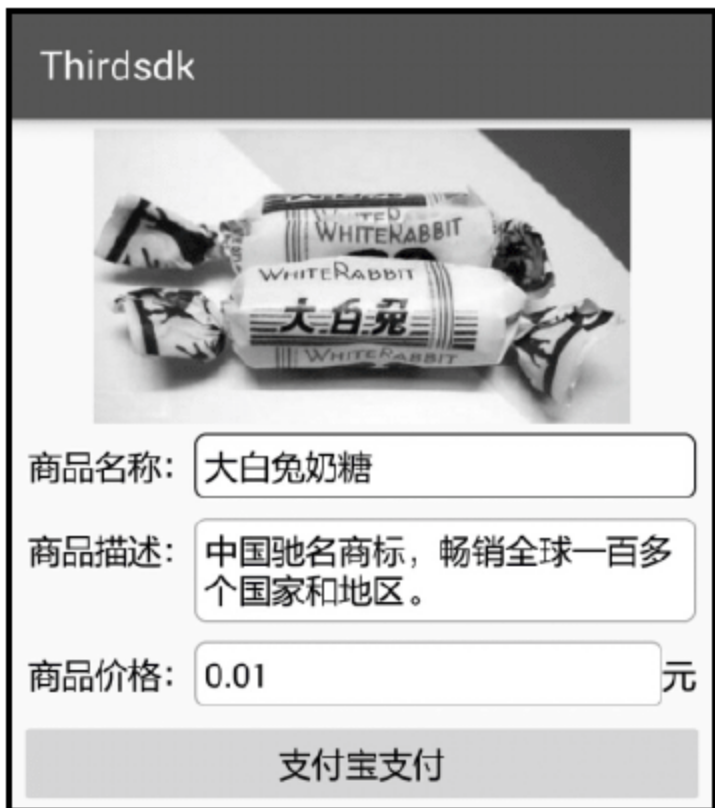 Thirdsdk
WHITERABBIT
WHITERABBIT
大白兔
WHITERABBIT
商品名称：
大白兔奶糖
商品描述：
中国驰名商标，畅销全球一百多
个国家和地区。
商品价格：
0.01
元
支付宝支付